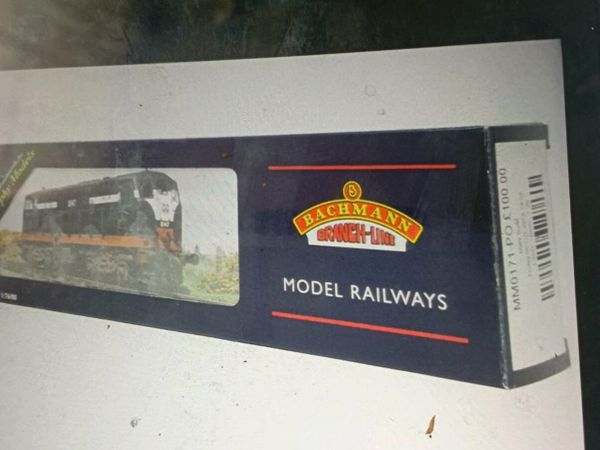 B
BACHMANN
BRANCH-LINE
MODEL RAILWAYS
MM0171-PO £100.00